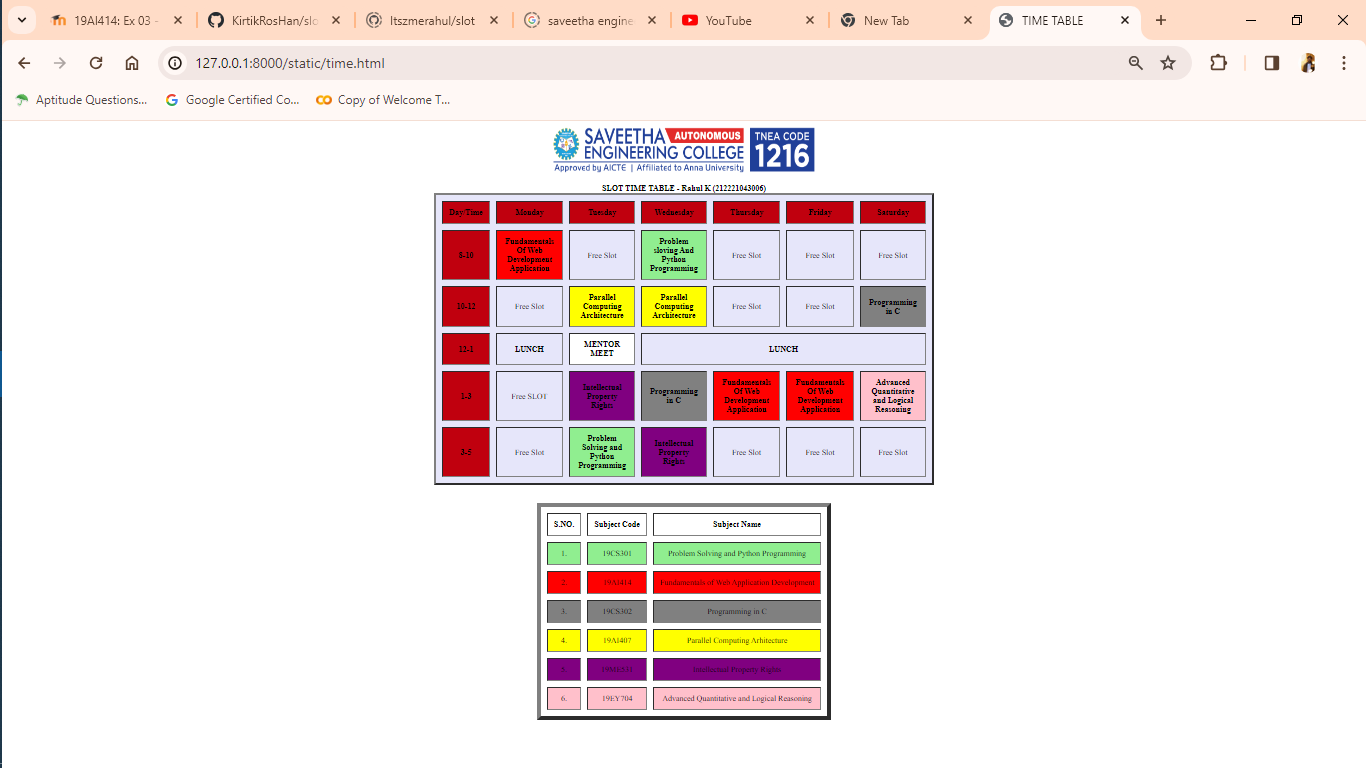 19AI414: Ex 03 -
KirtikRosHan/slo
Itszmerahul/slot
saveetha engine
YouTube
New Tab
TIME TABLE
127.0.0.1:8000/static/time.html
Aptitude Questions...
Google Certified Co...
Copy of Welcome T...
SAVEETHA AUTONOMOUS
ENGINEERING COLLEGE
Approved by AICTE | Affiliated to Anna University
TNEA CODE
1216
SLOT TIME TABLE - Rahul K (212221043006)
Day/Time Monday Tuesday Wednesday Thursday Friday Saturday
8-10
Fundamentals
Of Web
Development
Application
Free Slot
Problem
sloving And
Python
Programming
Free Slot
Free Slot
Free Slot
10-12
Free Slot
Parallel
Computing
Architecture
Parallel
Computing
Architecture
Free Slot
Free Slot
Programming
in C
12-1
LUNCH
MENTOR
MEET
LUNCH
1-3
Free SLOT
Intellectual
Property
Rights
Programming
in C
Fundamentals
Of Web
Development
Application
Fundamentals
Of Web
Development
Application
Advanced
Quantitative
and Logical
Reasoning
3-5
Free Slot
Problem
Solving and
Python
Programming
Intellectual
Property
Rights
Free Slot
Free Slot
Free Slot
S.NO. Subject Code Subject Name
1. 19CS301 Problem Solving and Python Programming
2. 19AI414 Fundamentals of Web Application Development
3. 19CS302 Programming in C
4. 19AI407 Parallel Computing Arhitecture
5. Intellectual Property Rights
6. 19EY704 Advanced Quantitative and Logical Reasoning